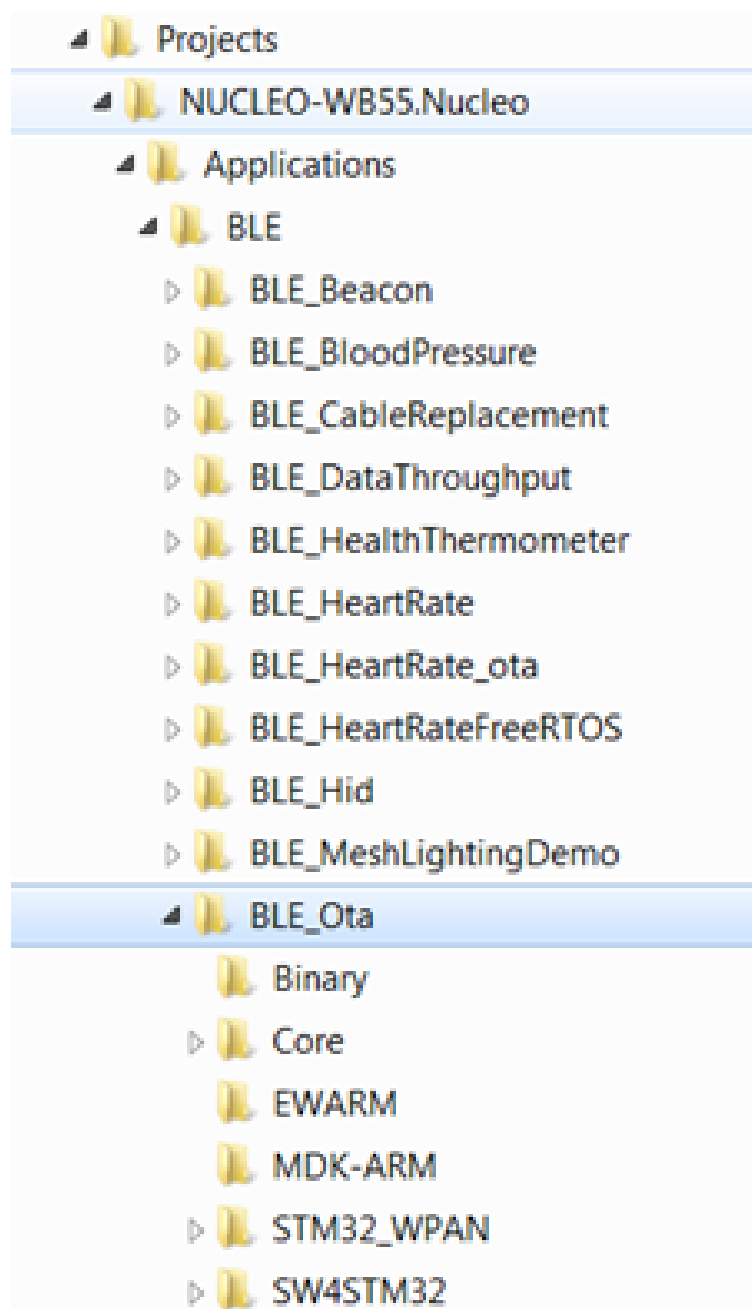 Projects
NUCLEO-WB55.Nucleo
Applications
BLE
BLE_Beacon
BLE_BloodPressure
BLE_CableReplacement
BLE_DataThroughput
BLE_HealthThermometer
BLE_HeartRate
BLE_HeartRate_ota
BLE_HeartRateFreeRTOS
BLE_Hid
BLE_MeshLightingDemo
BLE_Ota
Binary
Core
EWARM
MDK-ARM
STM32_WPAN
SW4STM32